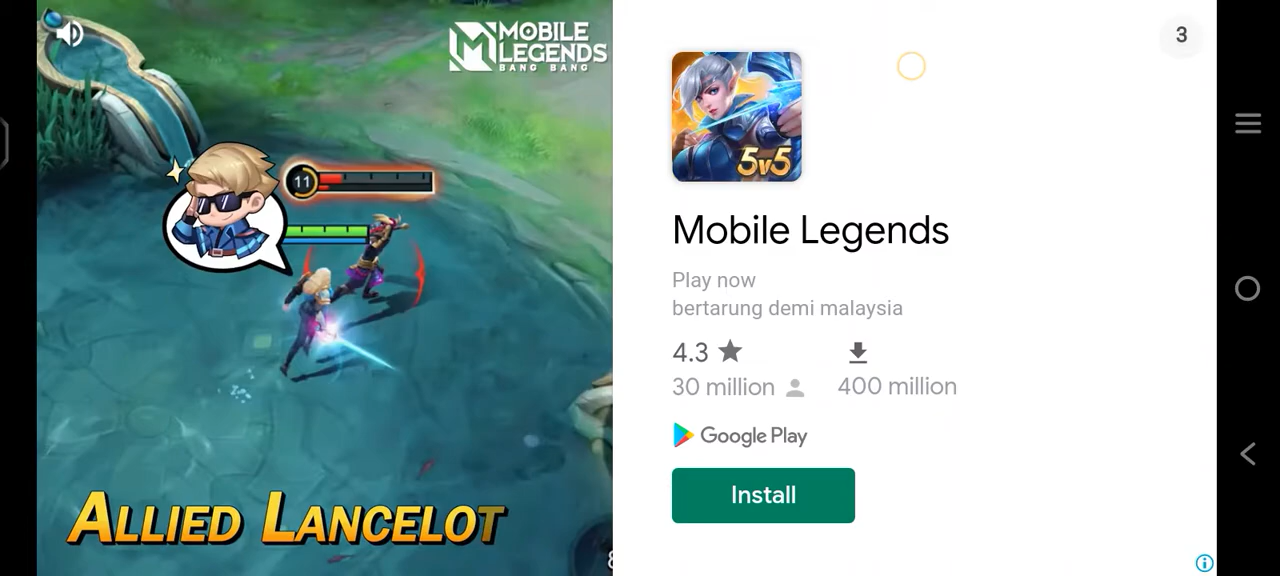 MOBILE
LEGENDS
BANG BANG
11
ALLIED LANCELOT
8
3
5v5
Mobile Legends
Play now
bertarung demi malaysia
4.3
30 million
400 million
Google Play
Install